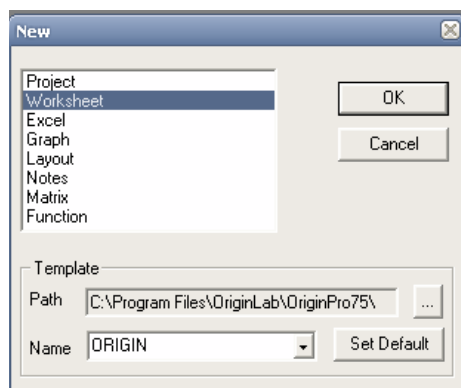 New
Project
Worksheet
Excel
Graph
Layout
Notes
Matrix
Function
OK
Cancel
Template
Path C:\Program Files\OriginLab\OriginPro75\ ...
Name ORIGIN Set Default